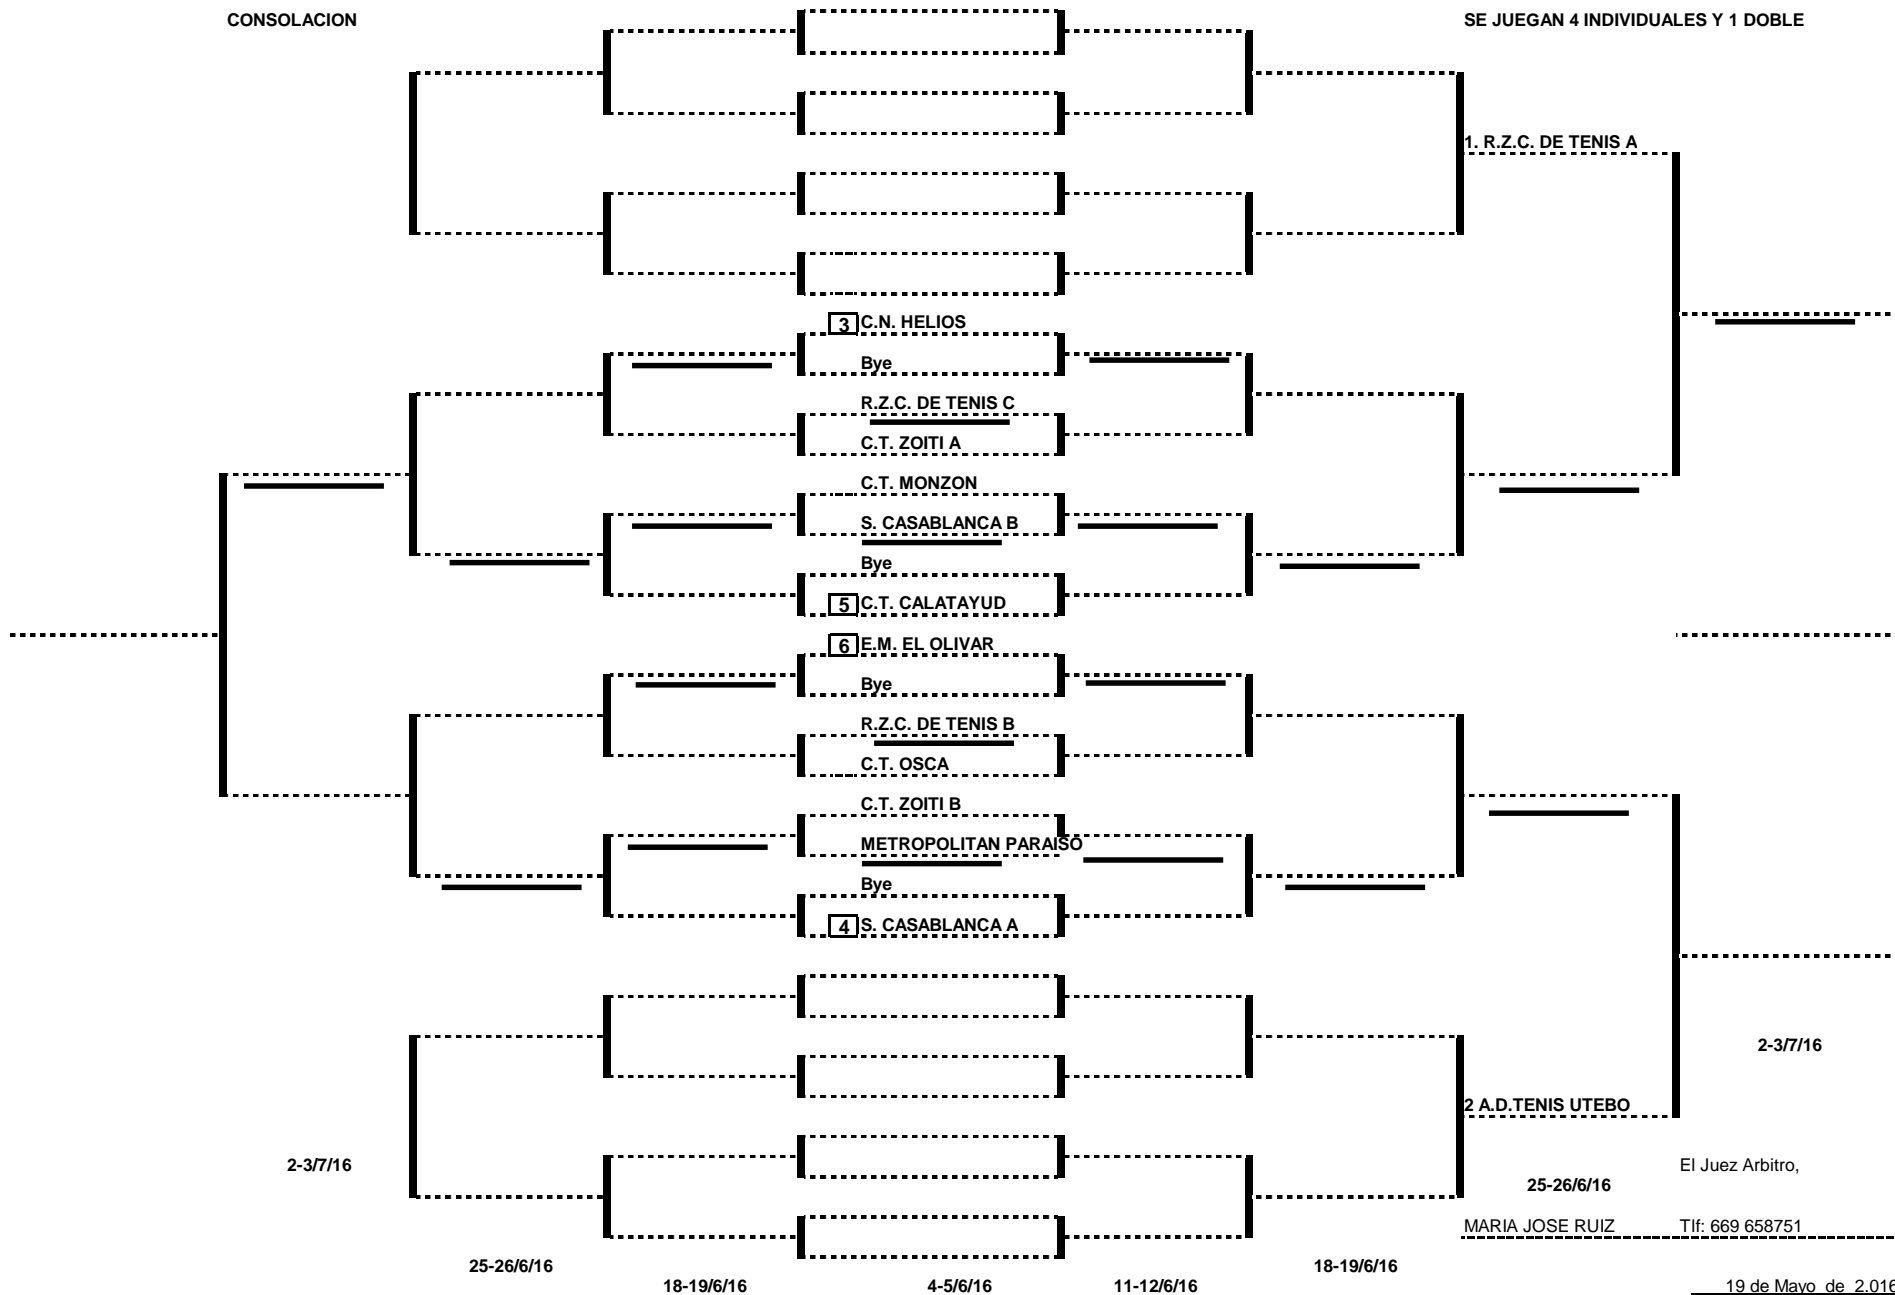 CONSOLACION
SE JUEGAN 4 INDIVIDUALES Y 1 DOBLE
1. R.Z.C. DE TENIS A
3 C.N. HELIOS
Bye
R.Z.C. DE TENIS C
C.T. ZOITI A
C.T. MONZON
S. CASABLANCA B
Bye
5 C.T. CALATAYUD
6 E.M. EL OLIVAR
Bye
R.Z.C. DE TENIS B
C.T. OSCA
C.T. ZOITI B
METROPOLITAN PARAISO
Bye
4 S. CASABLANCA A
2-3/7/16
2 A.D.TENIS UTEBO
2-3/7/16
El Juez Arbitro,
25-26/6/16
MARIA JOSE RUIZ Tlf: 669 658751
25-26/6/16
18-19/6/16
18-19/6/16
4-5/6/16
11-12/6/16
19 de Mayo de 2.016